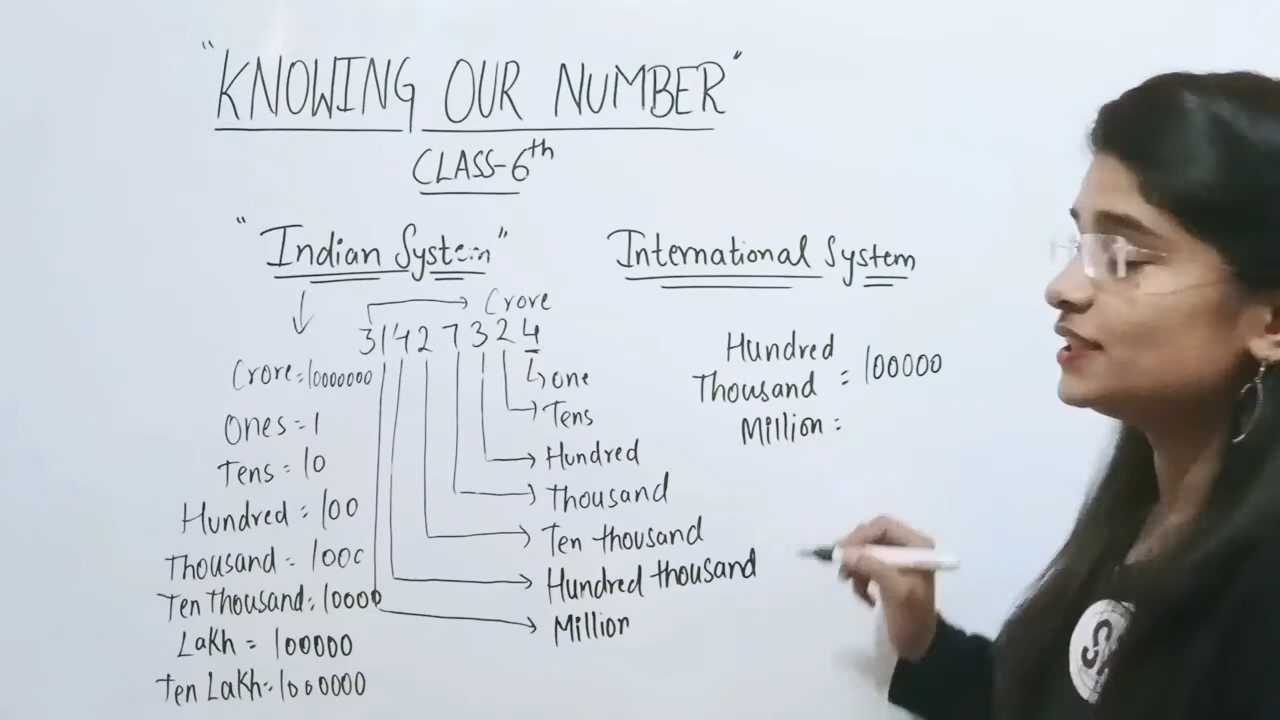 "KNOWING OUR NUMBER"
CLASS-6th
"Indian System"
Crore
31427324
Crore=10000000
Ones=1
Tens=10
Hundred=100
Thousand=1000
Ten Thousand=10000
Lakh=100000
Ten Lakh=1000000
one
Tens
Hundred
Thousand
Ten thousand
Hundred thousand
Million
International System
Hundred
Thousand = 100000
Million =